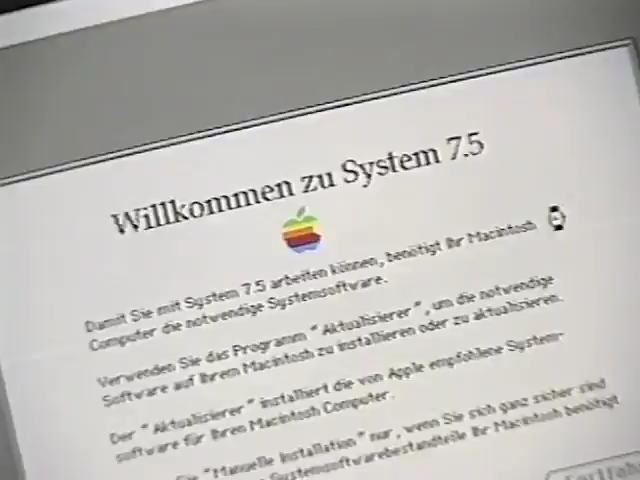 Willkommen zu System 7.5
Damit Sie mit System 7.5 arbeiten können, benötigt Ihr Macintosh
Computer die notwendige Systemsoftware.
Verwenden Sie das Programm "Aktualisierer", um die notwendige
Software auf Ihrem Macintosh zu installieren oder zu aktualisieren.
Der "Aktualisierer" installiert die von Apple empfohlene System-
software für Ihren Macintosh Computer.
"Manuelle Installation" nur, wenn Sie sich ganz sicher sind
Systemsoftwarebestandteile Ihr Macintosh benötigt